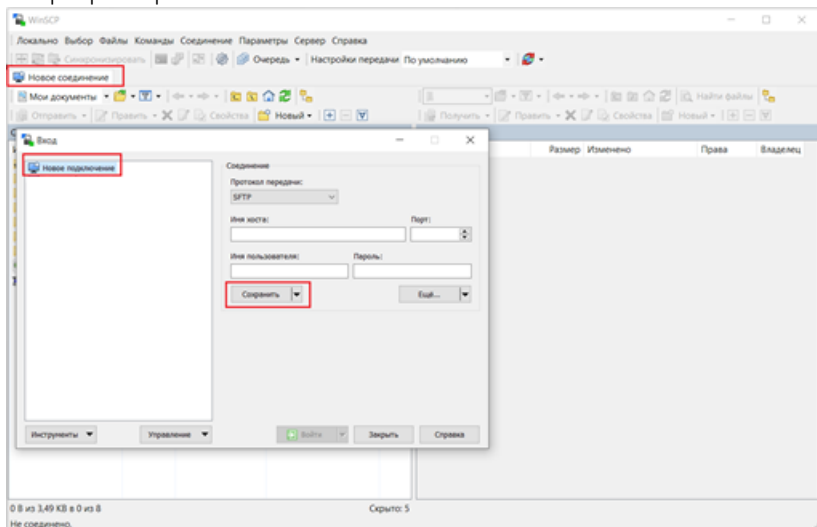 WinSCP
Локально Выбор Файлы Команды Соединение Параметры Сервер Справка
Синхронизировать Очередь Настройки передачи По умолчанию
Новое соединение
Мои документы Найти файлы
Отправить Править Свойства Новый Получить Править Свойства Новый
Размер Изменено Права Владелец
Вход
Новое подключение
Соединение
Протокол передачи:
SFTP
Имя хоста: Порт:
Имя пользователя: Пароль:
Сохранить Ещё...
Инструменты Управление Войти Закрыть Справка
0 B из 3,49 KB в 0 из 8 Скрыто: 5
Не соединено.